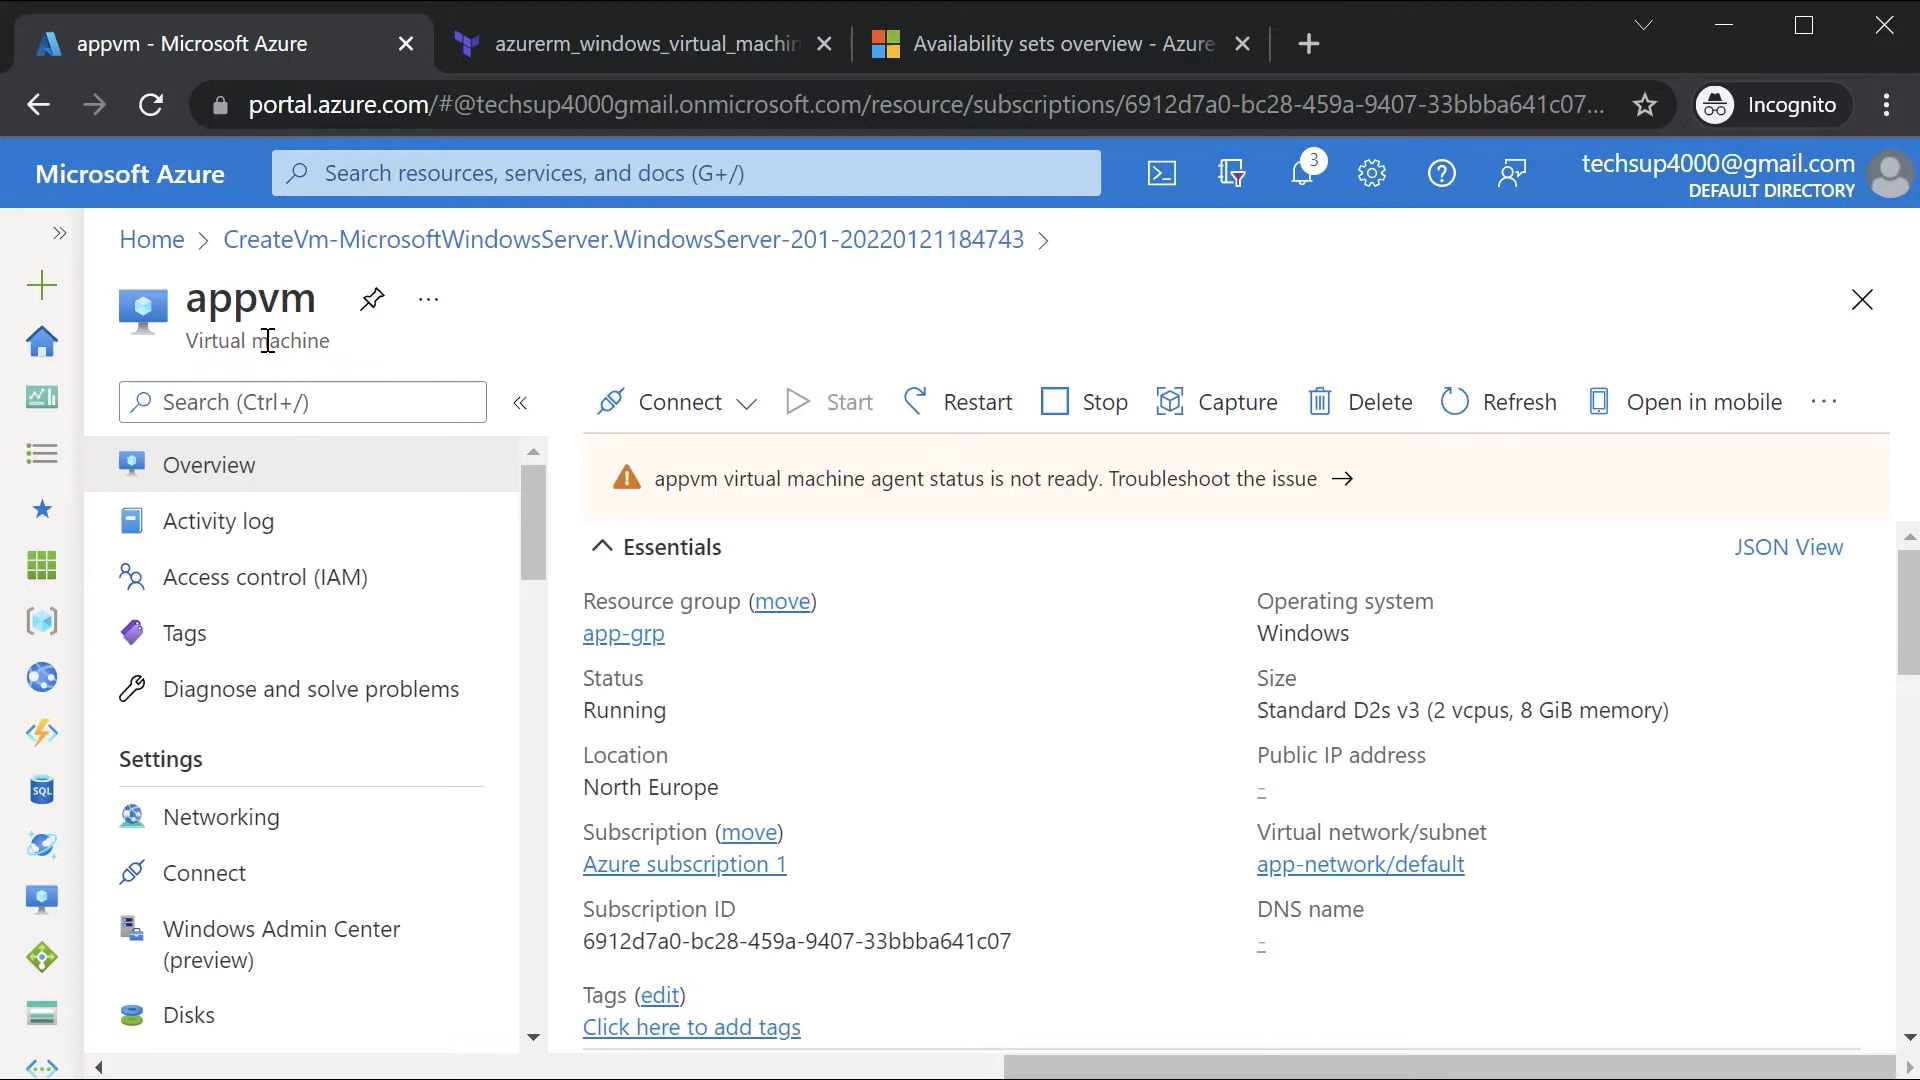 appvm - Microsoft Azure
azurerm_windows_virtual_machin
Availability sets overview - Azure
portal.azure.com/#@techsup4000gmail.onmicrosoft.com/resource/subscriptions/6912d7a0-bc28-459a-9407-33bbba641c07...
Incognito
Microsoft Azure
Search resources, services, and docs (G+/)
3
techsup4000@gmail.com
DEFAULT DIRECTORY
Home > CreateVm-MicrosoftWindowsServer.WindowsServer-201-20220121184743 >
appvm
...
Virtual machine
Search (Ctrl+/)
«
Connect
Start
Restart
Stop
Capture
Delete
Refresh
Open in mobile
...
Overview
Activity log
Access control (IAM)
Tags
Diagnose and solve problems
Settings
Networking
Connect
Windows Admin Center
(preview)
Disks
SQL
appvm virtual machine agent status is not ready. Troubleshoot the issue →
Essentials
JSON View
Resource group (move)
app-grp
Status
Running
Location
North Europe
Subscription (move)
Azure subscription 1
Subscription ID
6912d7a0-bc28-459a-9407-33bbba641c07
Tags (edit)
Click here to add tags
Operating system
Windows
Size
Standard D2s v3 (2 vcpus, 8 GiB memory)
Public IP address
-
Virtual network/subnet
app-network/default
DNS name
-